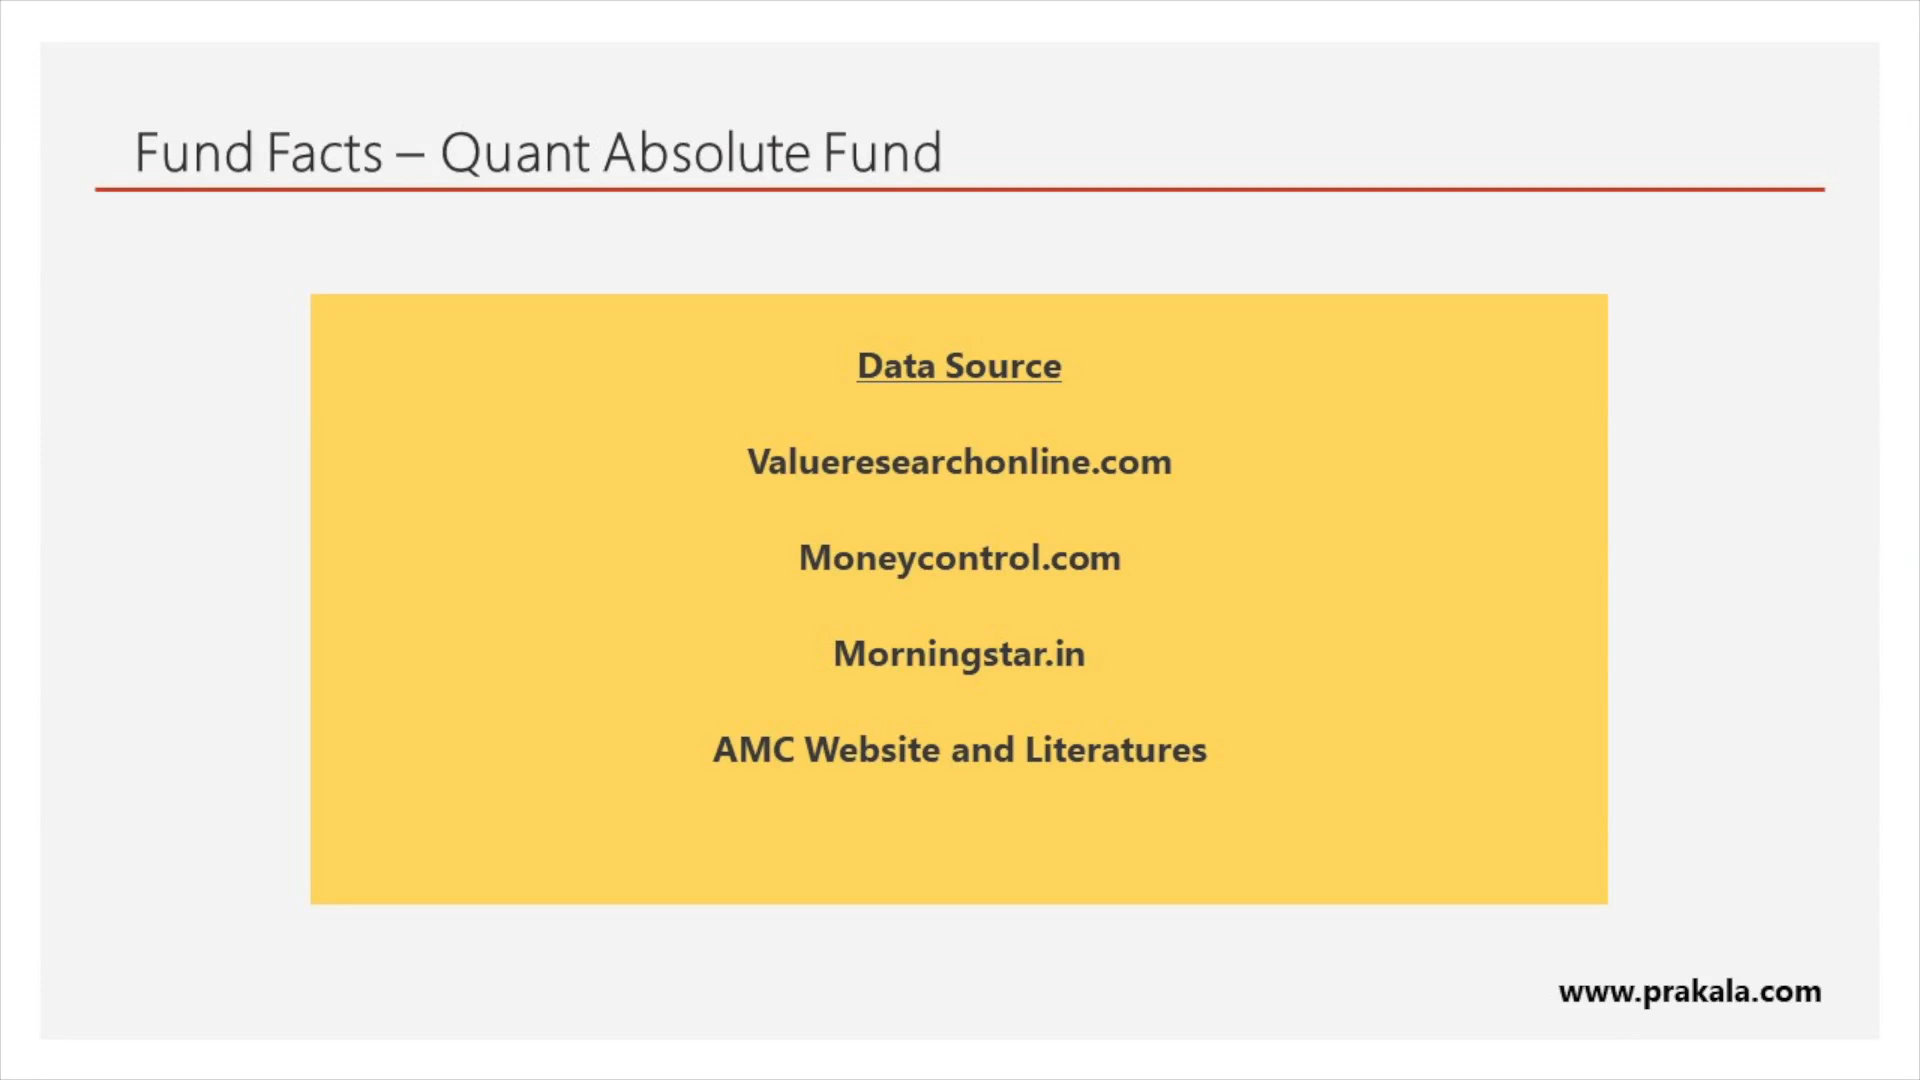 Fund Facts – Quant Absolute Fund
Data Source
Valueresearchonline.com
Moneycontrol.com
Morningstar.in
AMC Website and Literatures
www.prakala.com